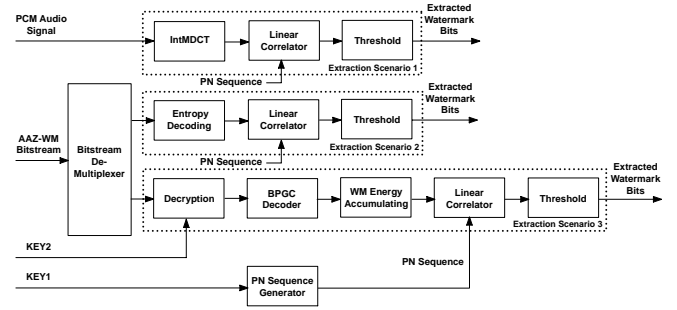 PCM Audio
Signal
IntMDCT
Linear
Correlator
Threshold
Extracted
Watermark
Bits
PN Sequence
Extraction Scenario 1
AAZ-WM
Bitstream
Bitstream
De-
Multiplexer
Entropy
Decoding
Linear
Correlator
Threshold
Extracted
Watermark
Bits
PN Sequence
Extraction Scenario 2
Decryption
BPGC
Decoder
WM Energy
Accumulating
Linear
Correlator
Threshold
Extracted
Watermark
Bits
Extraction Scenario 3
KEY2
PN Sequence
KEY1
PN Sequence
Generator